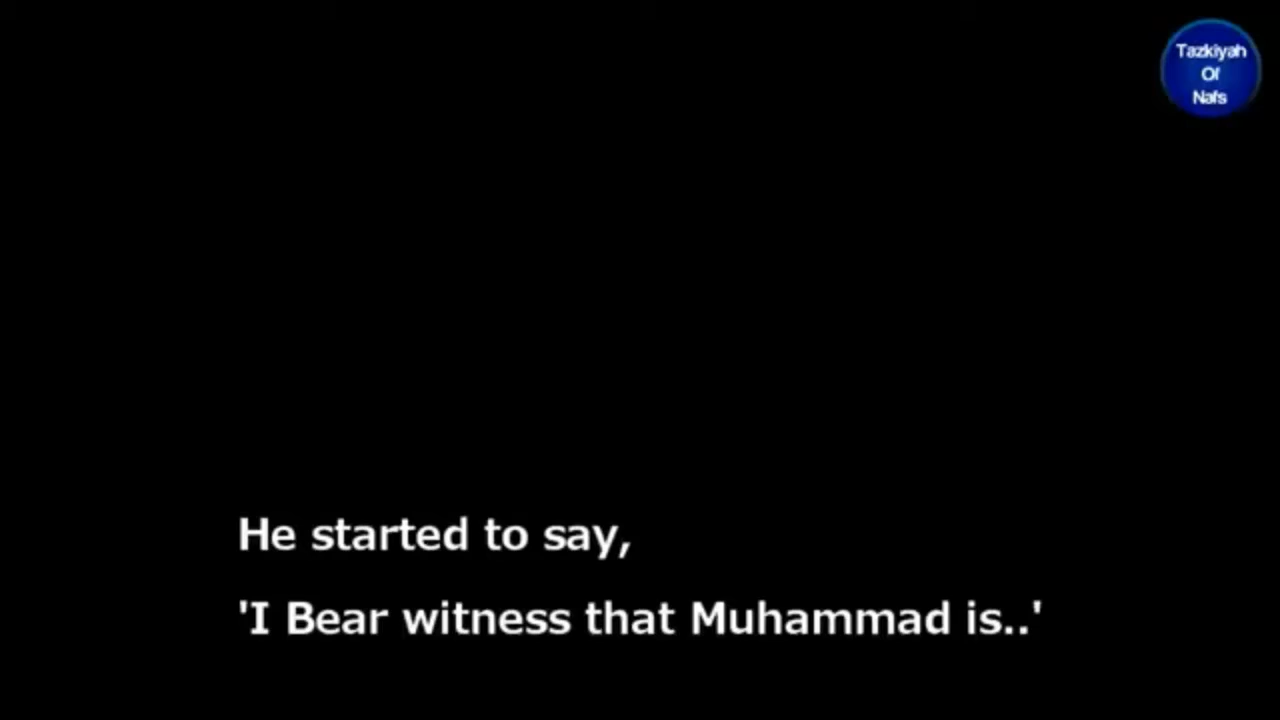 Tazkiyah
Of
Nafs
He started to say,
'I Bear witness that Muhammad is..'